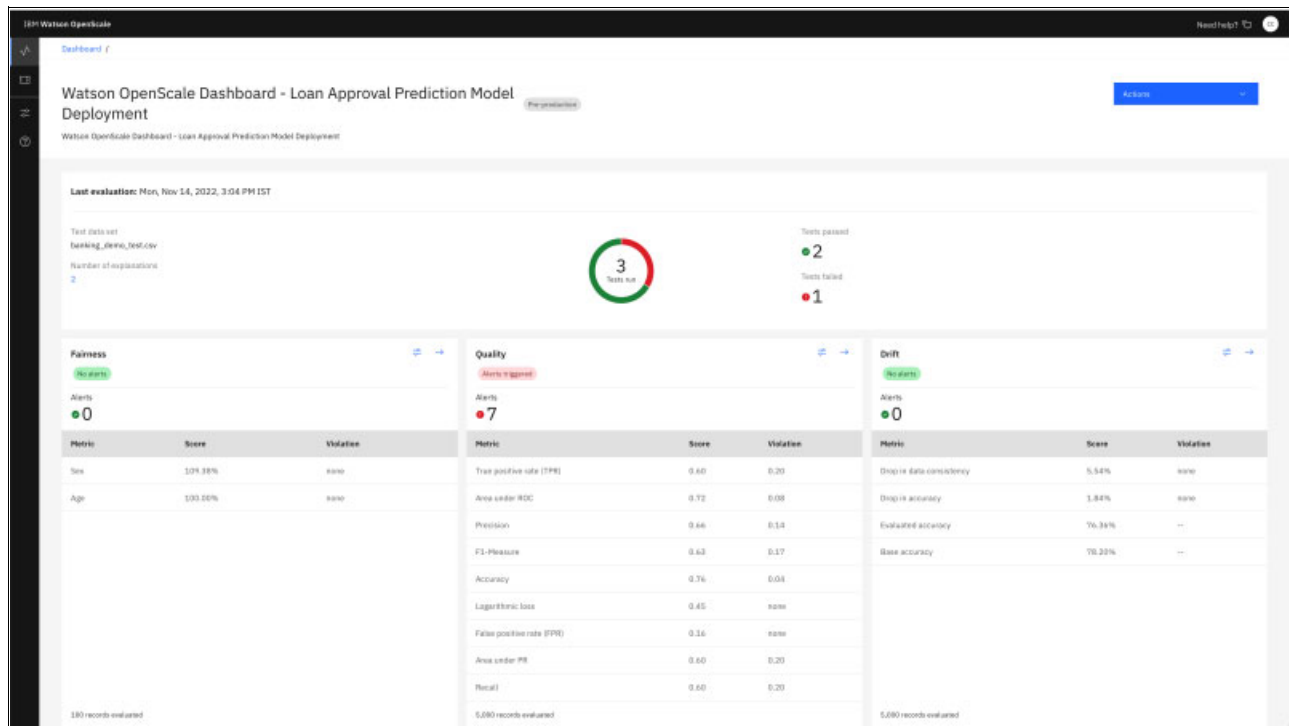 IBM Watson OpenScale
Need help?
Dashboard /
Watson OpenScale Dashboard - Loan Approval Prediction Model
Deployment
Pre-production
Actions
Watson OpenScale Dashboard - Loan Approval Prediction Model Deployment
Last evaluation: Mon, Nov 14, 2022, 3:04 PM IST
Test data set
banking_demo_test.csv
Number of explanations
2
3
Tests run
Tests passed
2
Tests failed
1
Fairness
No alerts
Alerts
0
Metric Score Violation
Sex 109.38% none
Age 100.00% none
100 records evaluated
Quality
Alerts triggered
Alerts
7
Metric Score Violation
True positive rate (TPR) 0.60 0.20
Area under ROC 0.72 0.08
Precision 0.66 0.14
F1-Measure 0.63 0.17
Accuracy 0.76 0.04
Logarithmic loss 0.45 none
False positive rate (FPR) 0.16 none
Area under PR 0.60 0.20
Recall 0.60 0.20
5,000 records evaluated
Drift
No alerts
Alerts
0
Metric Score Violation
Drop in data consistency 5.54% none
Drop in accuracy 1.84% none
Evaluated accuracy 76.36% --
Base accuracy 78.20% --
5,000 records evaluated